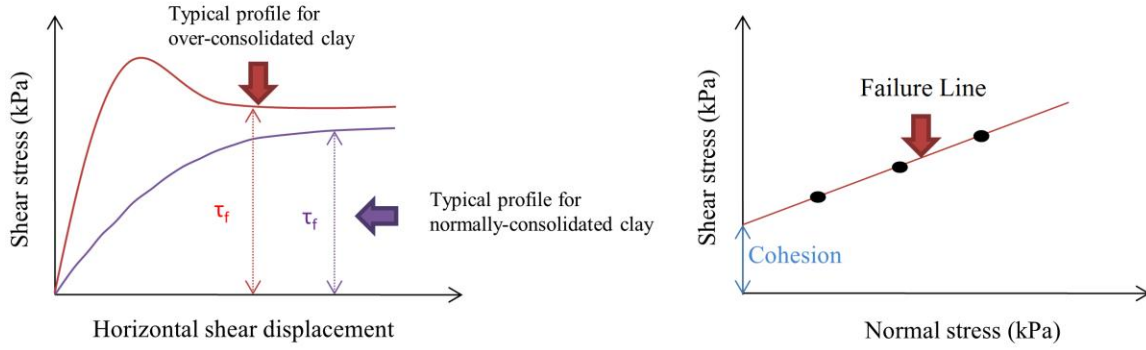 Typical profile for
over-consolidated clay
Shear stress (kPa)
τf
τf
Typical profile for
normally-consolidated clay
Horizontal shear displacement
Shear stress (kPa)
Failure Line
Cohesion
Normal stress (kPa)